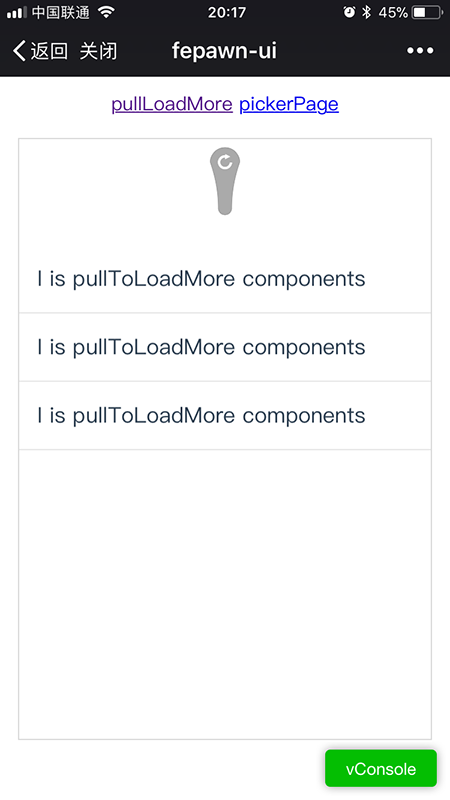 中国联通 20:17 45%
返回 关闭 fepawn-ui
pullLoadMore pickerPage
I is pullToLoadMore components
I is pullToLoadMore components
I is pullToLoadMore components
vConsole